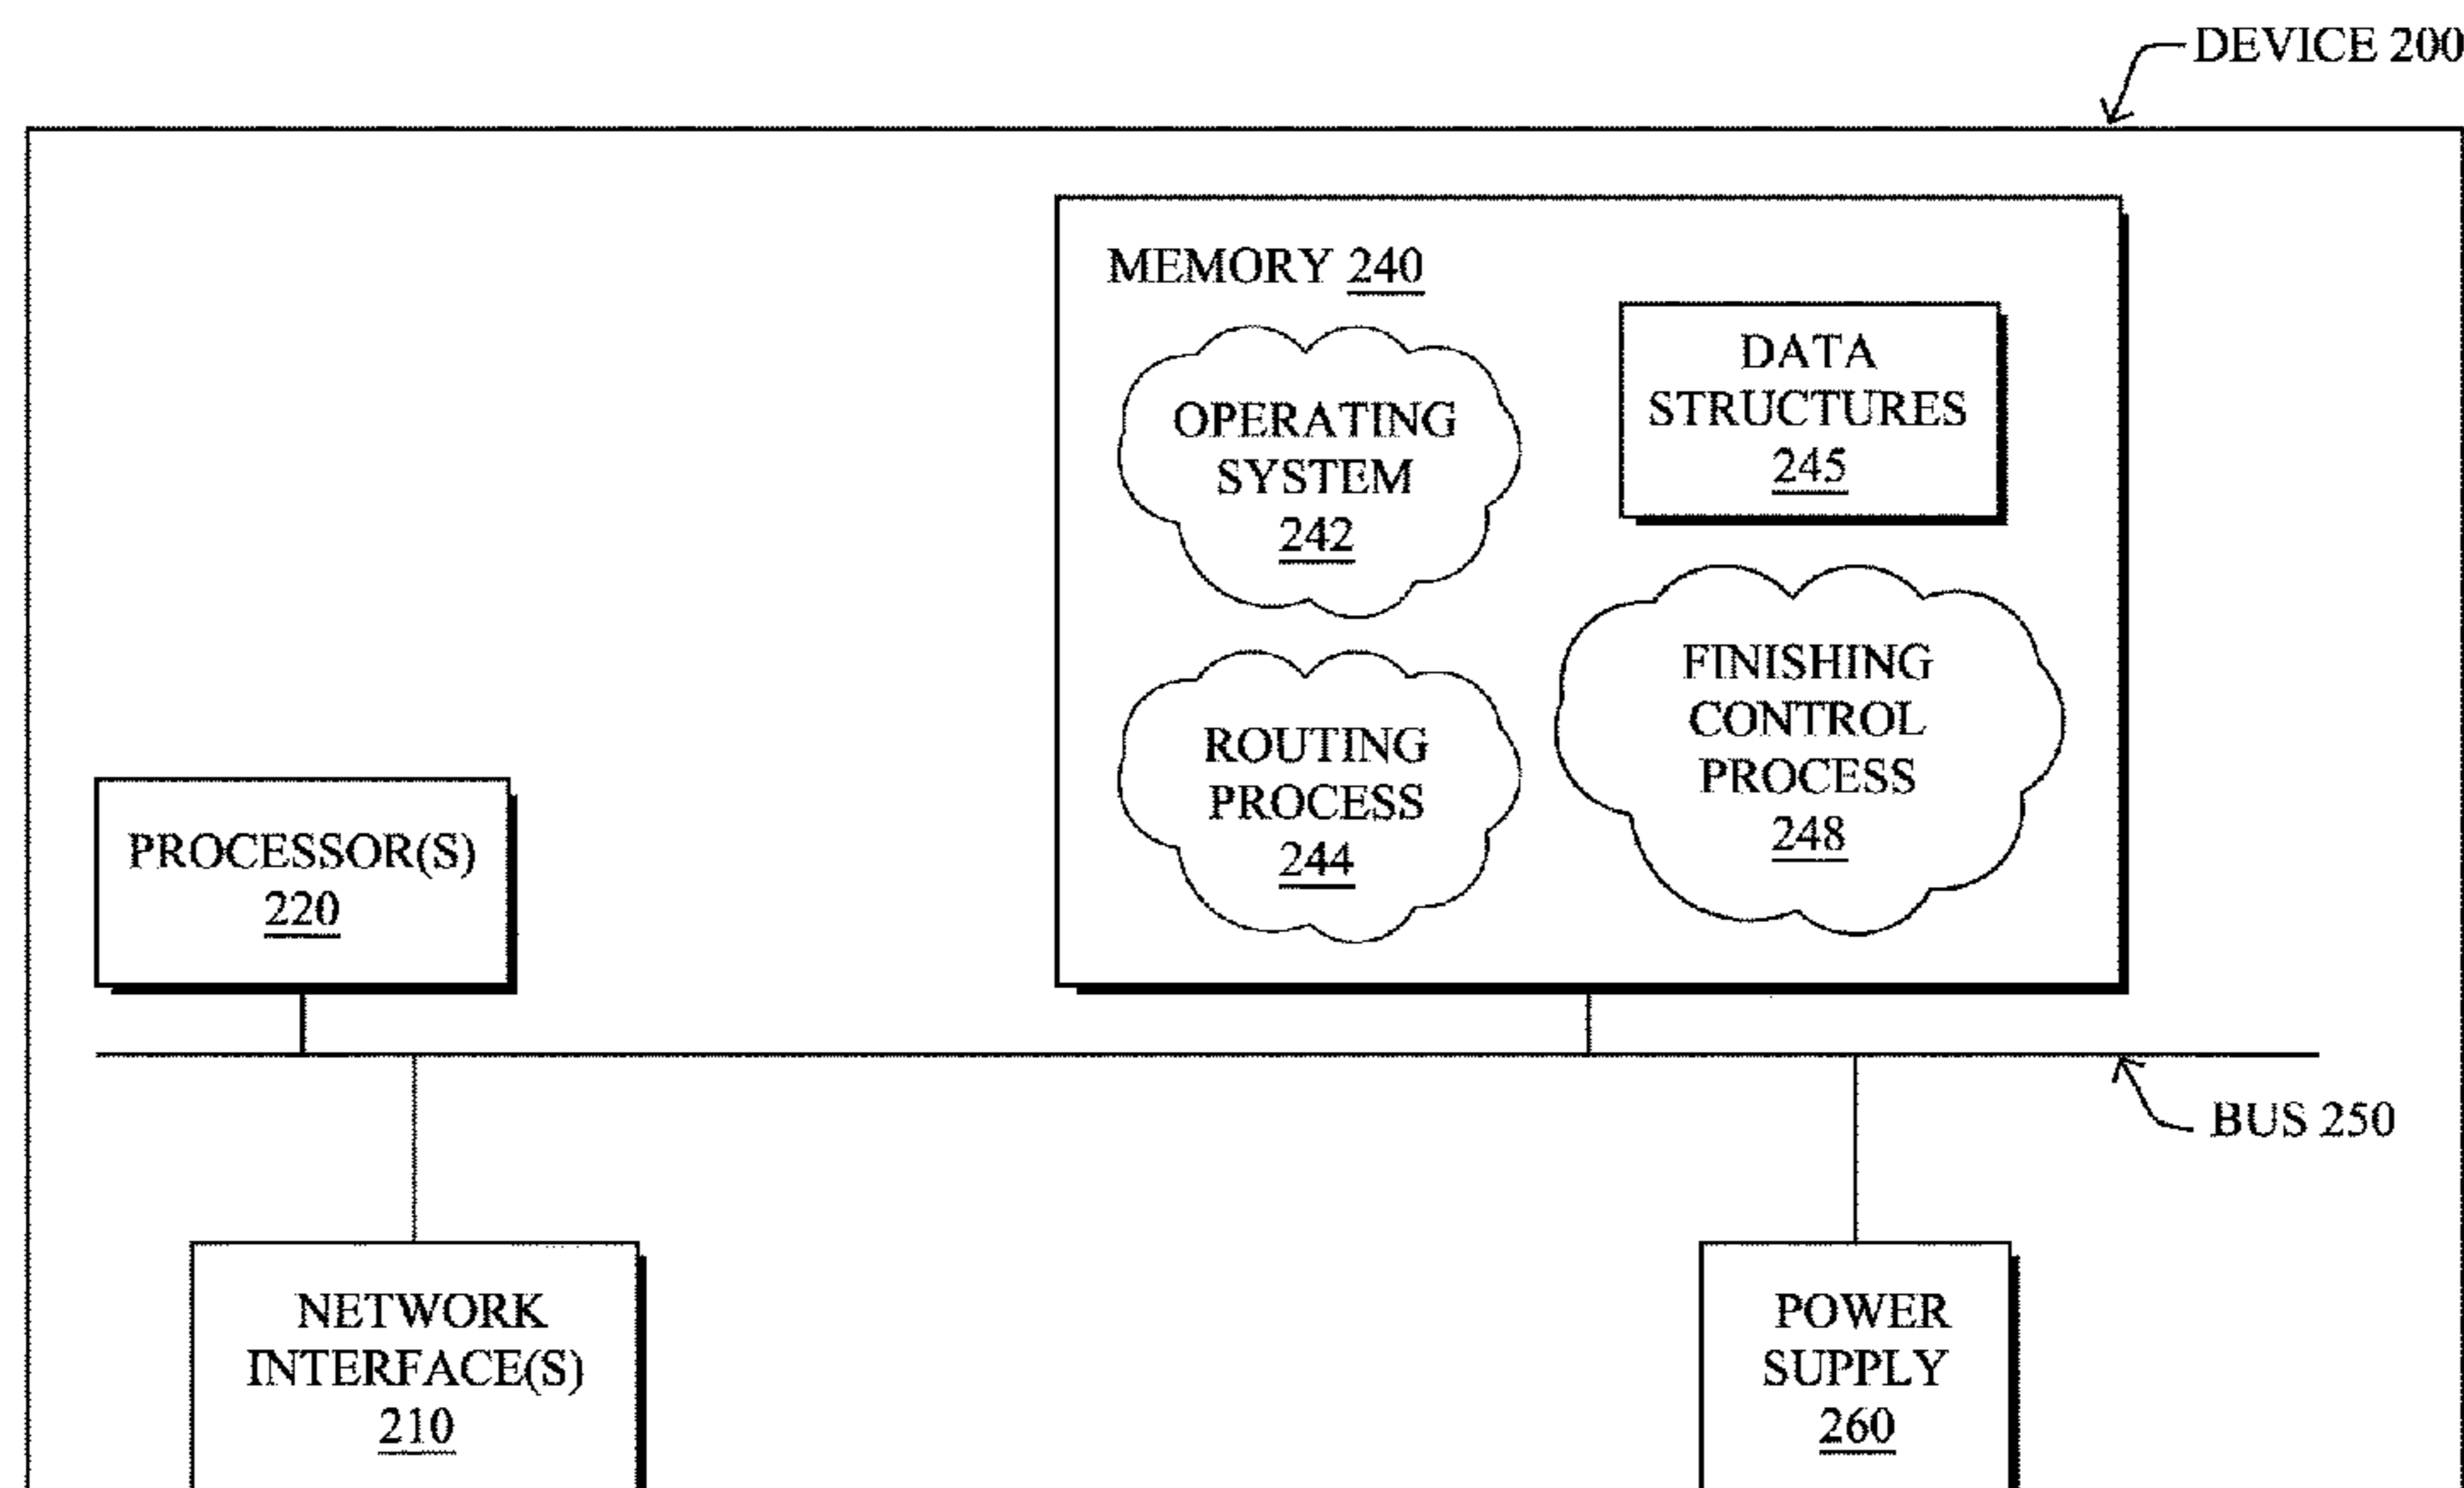 DEVICE 200
MEMORY 240
OPERATING
SYSTEM
242
DATA
STRUCTURES
245
ROUTING
PROCESS
244
FINISHING
CONTROL
PROCESS
248
PROCESSOR(S)
220
BUS 250
NETWORK
INTERFACE(S)
210
POWER
SUPPLY
260